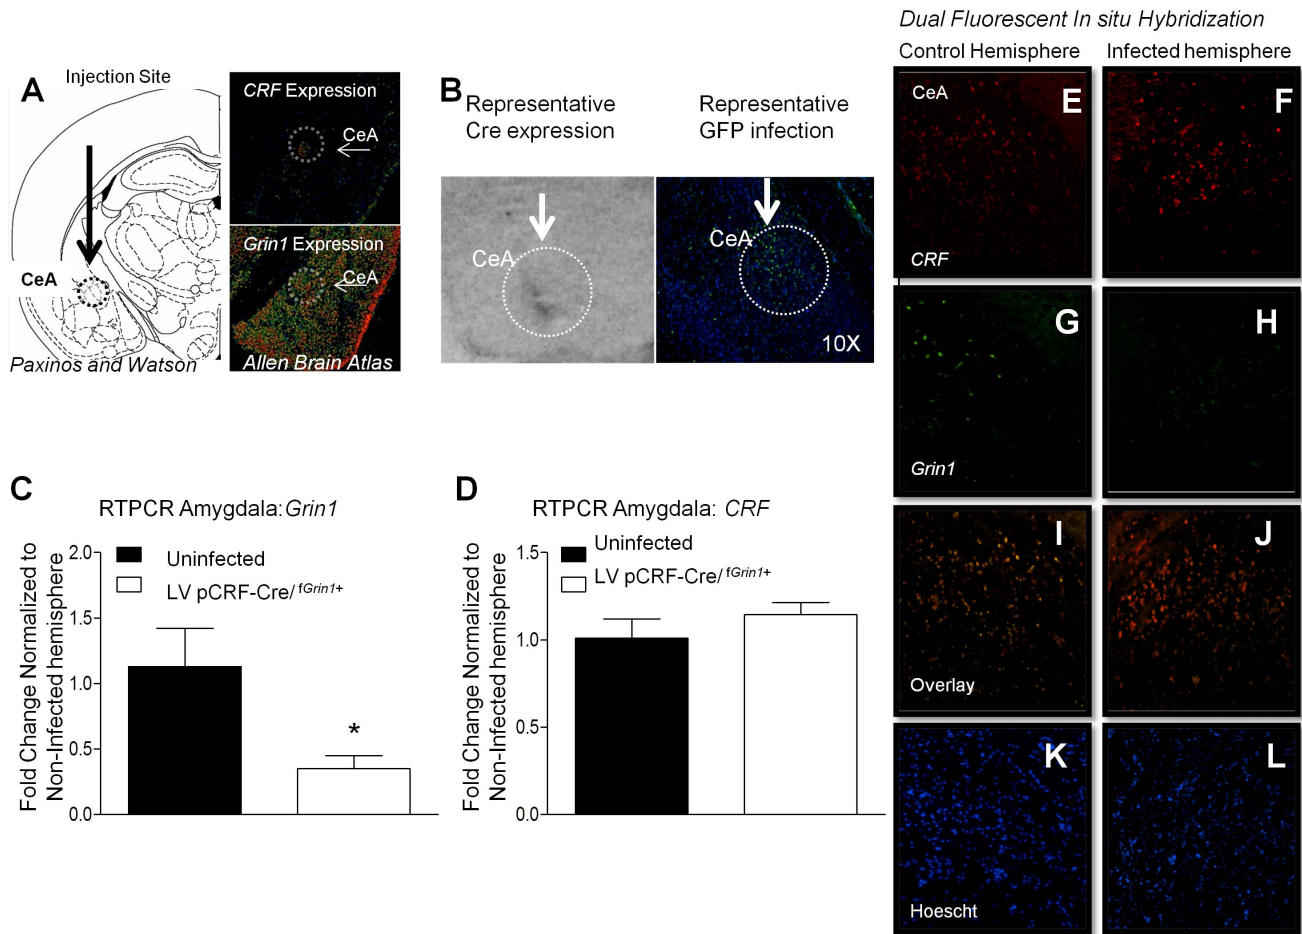 Dual Fluorescent In situ Hybridization
Control Hemisphere
Infected hemisphere
A
Injection Site
CeA
Paxinos and Watson
CRF Expression
CeA
Grin1 Expression
CeA
Allen Brain Atlas
B
Representative
Cre expression
Representative
GFP infection
CeA
CeA
10X
CeA
E
CRF
F
G
Grin1
H
I
Overlay
J
K
Hoescht
L
C
RTPCR Amygdala: Grin1
Uninfected
LV pCRF-Cre/fGrin1+
Fold Change Normalized to
Non-Infected hemisphere
2.0
1.5
1.0
0.5
0.0
*
D
RTPCR Amygdala: CRF
Uninfected
LV pCRF-Cre/fGrin1+
Fold Change Normalized to
Non-Infected hemisphere
1.5
1.0
0.5
0.0